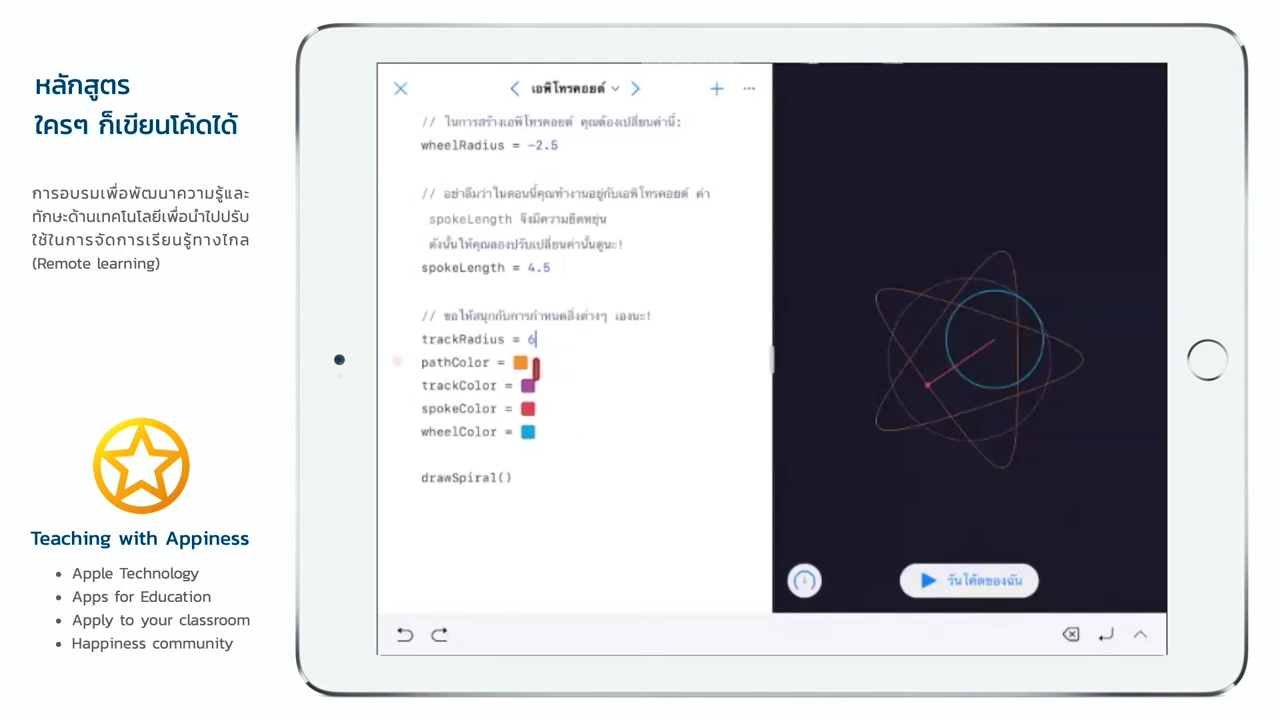 หลักสูตร
ใครๆ ก็เขียนโค้ดได้
การอบรมเพื่อพัฒนาความรู้และ
ทักษะด้านเทคโนโลยีเพื่อนำไปปรับ
ใช้ในการจัดการเรียนรู้ทางไกล
(Remote learning)
Teaching with Appiness
• Apple Technology
• Apps for Education
• Apply to your classroom
• Happiness community
เอพิโทรคอยด์
// ในการสร้างเอพิโทรคอยด์ คุณต้องเปลี่ยนค่านี้:
wheelRadius = -2.5
// อย่าลืมว่าในตอนนี้คุณทำงานอยู่กับเอพิโทรคอยด์ ค่า
spokeLength จึงมีความยืดหยุ่น
ดังนั้นให้คุณลองปรับเปลี่ยนค่านั้นดูนะ!
spokeLength = 4.5
// ขอให้สนุกกับการกำหนดสิ่งต่างๆ เองนะ!
trackRadius = 6
pathColor =
trackColor =
spokeColor =
wheelColor =
drawSpiral()
รันโค้ดของฉัน